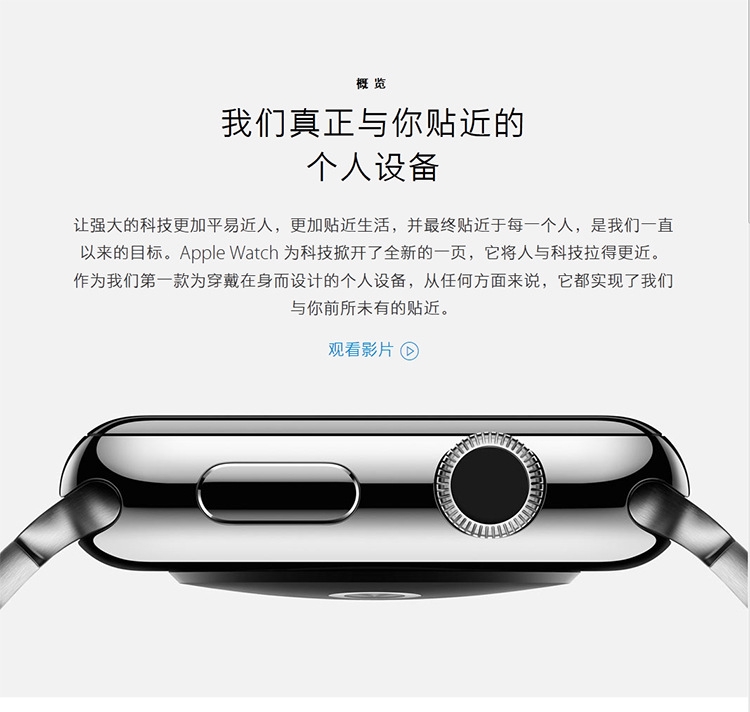 概览
我们真正与你贴近的
个人设备
让强大的科技更加平易近人，更加贴近生活，并最终贴近于每一个人，是我们一直
以来的目标。Apple Watch 为科技掀开了全新的一页，它将人与科技拉得更近。
作为我们第一款为穿戴在身而设计的个人设备，从任何方面来说，它都实现了我们
与你前所未有的贴近。
观看影片